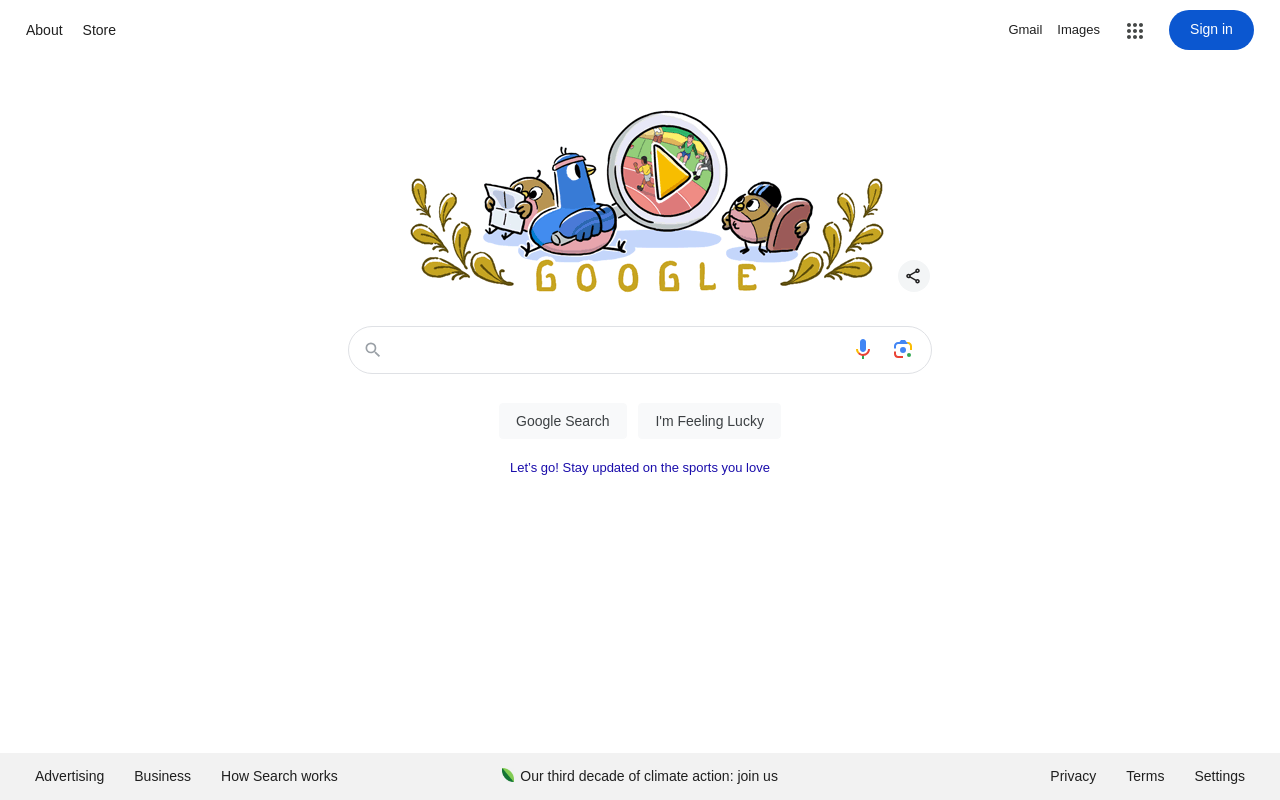 About Store
Gmail Images Sign in
GOOGLE
Google Search I'm Feeling Lucky
Let’s go! Stay updated on the sports you love
Advertising Business How Search works
Our third decade of climate action: join us
Privacy Terms Settings